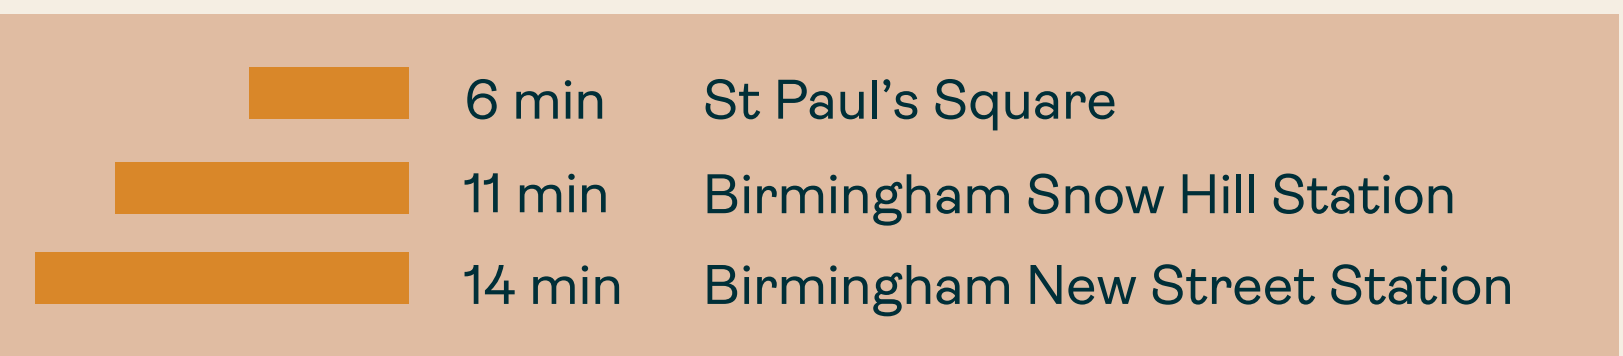 6 min St Paul’s Square
11 min Birmingham Snow Hill Station
14 min Birmingham New Street Station